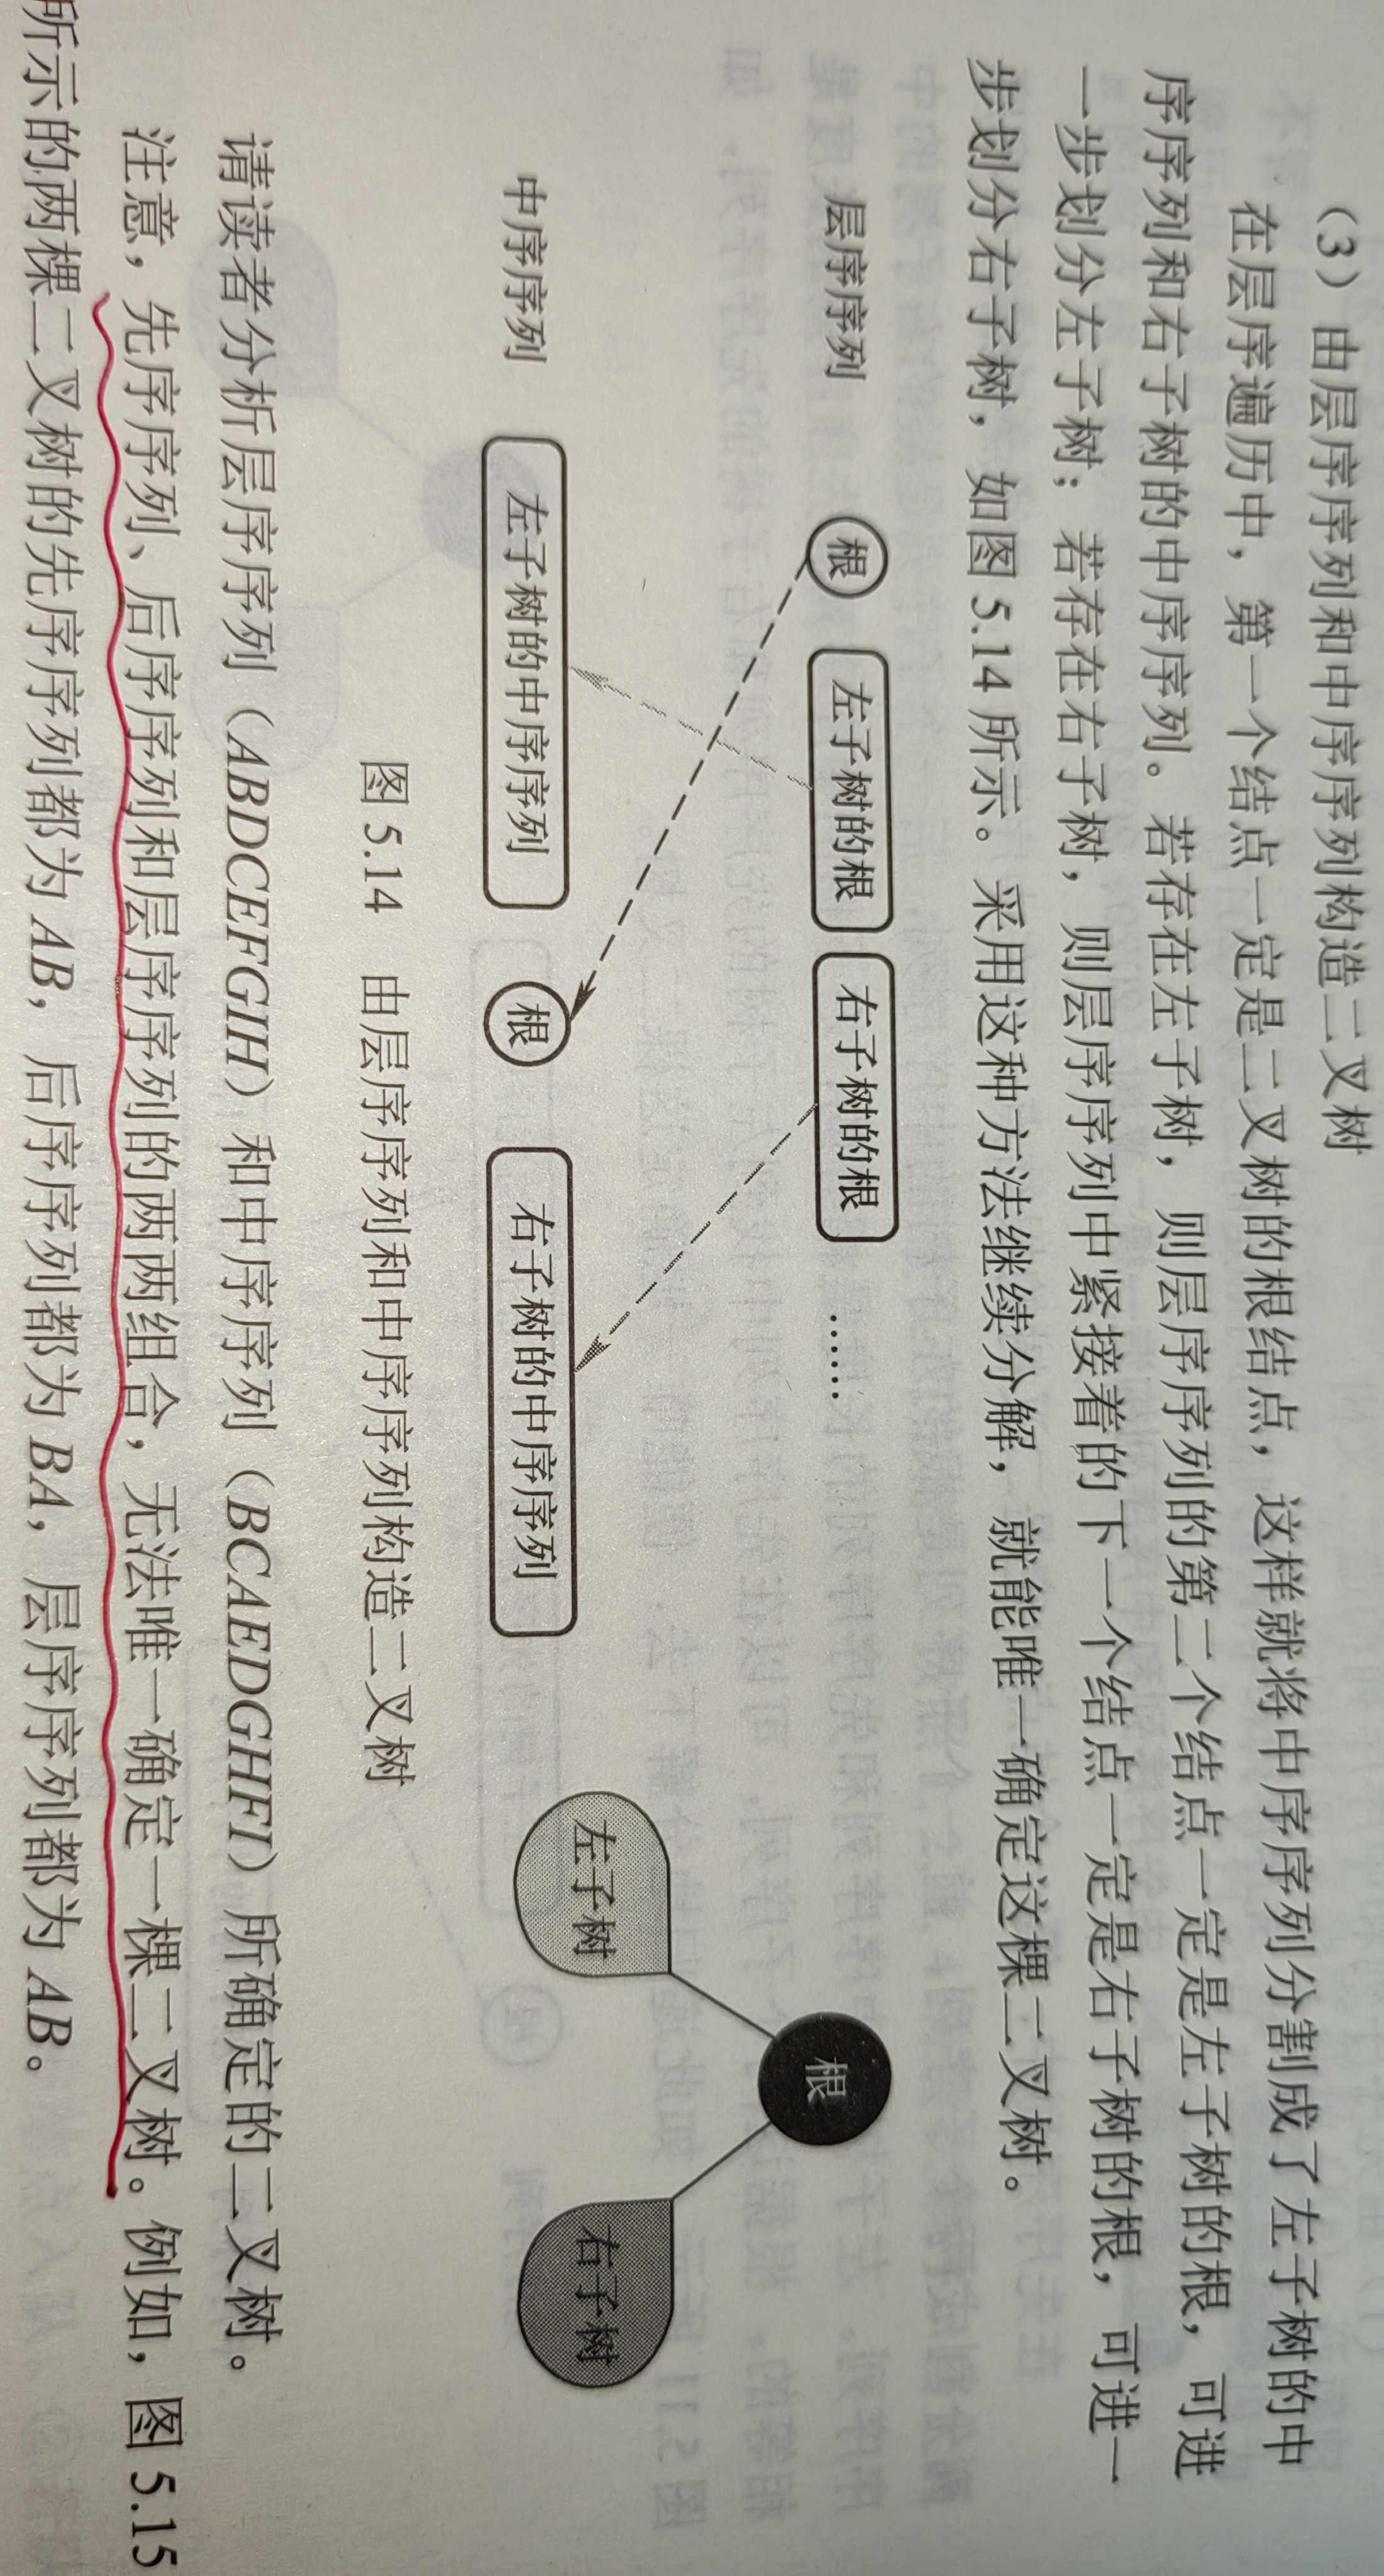 （3）由层序序列和中序序列构造二叉树
在层序遍历中，第一个结点一定是二叉树的根结点，这样就将中序序列分割成了左子树的中
序序列和右子树的中序序列。若存在左子树，则层序序列的第二个结点一定是左子树的根，可进
一步划分左子树；若存在右子树，则层序序列中紧接着的下一个结点一定是右子树的根，可进一
步划分右子树，如图 5.14 所示。采用这种方法继续分解，就能唯一确定这棵二叉树。
层序序列 根 左子树的根 右子树的根 ……
根
左子树 右子树
中序序列 左子树的中序序列 根 右子树的中序序列
图 5.14 由层序序列和中序序列构造二叉树
请读者分析层序序列（ABDCEFGIH）和中序序列（BCAEDGHFI）所确定的二叉树。
注意，先序序列、后序序列和层序序列的两两组合，无法唯一确定一棵二叉树。例如，图 5.15
所示的两棵二叉树的先序序列都为 AB，后序序列都为 BA，层序序列都为 AB。